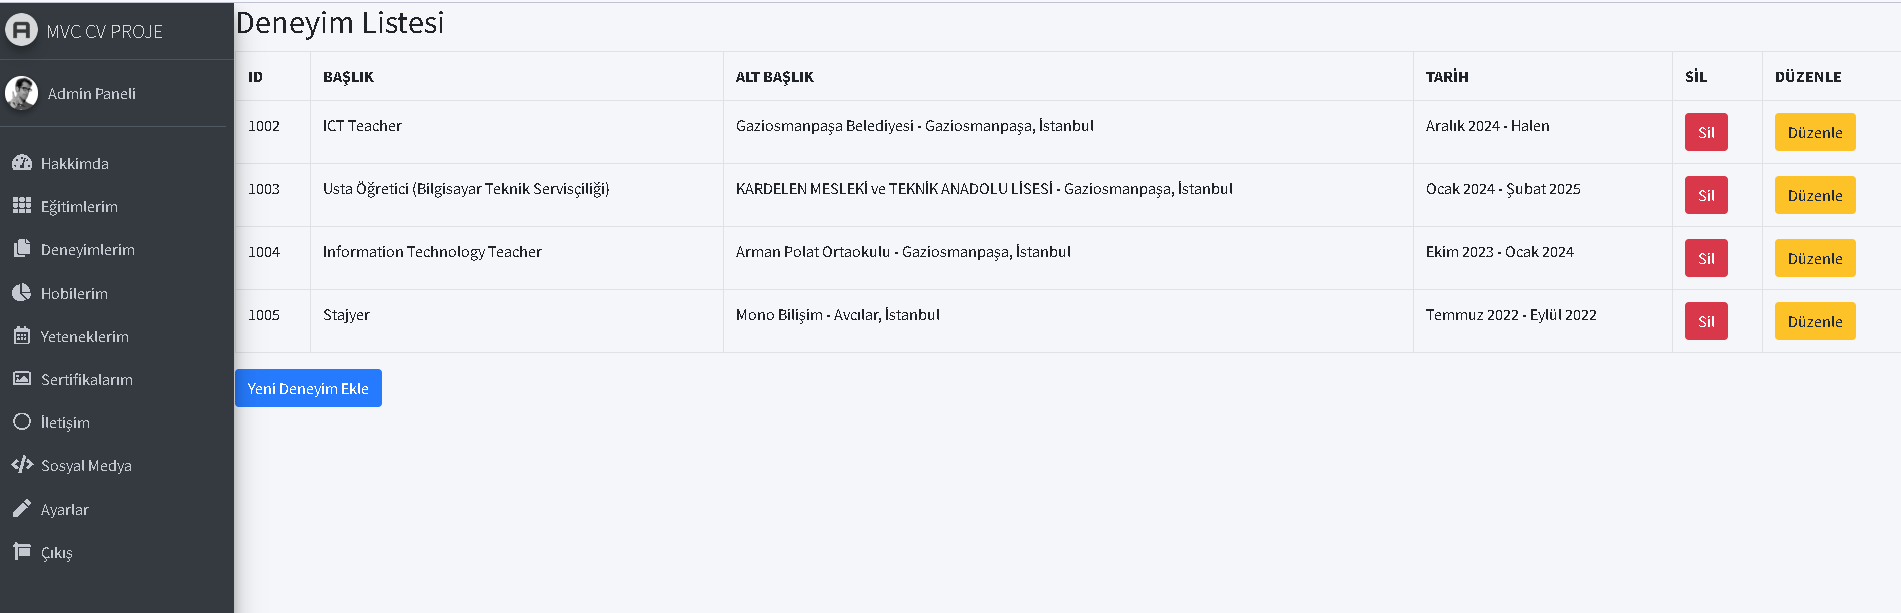 MVC CV PROJE
Admin Paneli
Hakkimda
Eğitimlerim
Deneyimlerim
Hobilerim
Yeteneklerim
Sertifikalarım
İletişim
Sosyal Medya
Ayarlar
Çıkış
Deneyim Listesi
ID BAŞLIK ALT BAŞLIK TARİH SİL DÜZENLE
1002 ICT Teacher Gaziosmanpaşa Belediyesi - Gaziosmanpaşa, İstanbul Aralık 2024 - Halen Sil Düzenle
1003 Usta Öğretici (Bilgisayar Teknik Servisçiliği) KARDELEN MESLEKİ ve TEKNİK ANADOLU LİSESİ - Gaziosmanpaşa, İstanbul Ocak 2024 - Şubat 2025 Sil Düzenle
1004 Information Technology Teacher Arman Polat Ortaokulu - Gaziosmanpaşa, İstanbul Ekim 2023 - Ocak 2024 Sil Düzenle
1005 Stajyer Mono Bilişim - Avcılar, İstanbul Temmuz 2022 - Eylül 2022 Sil Düzenle
Yeni Deneyim Ekle